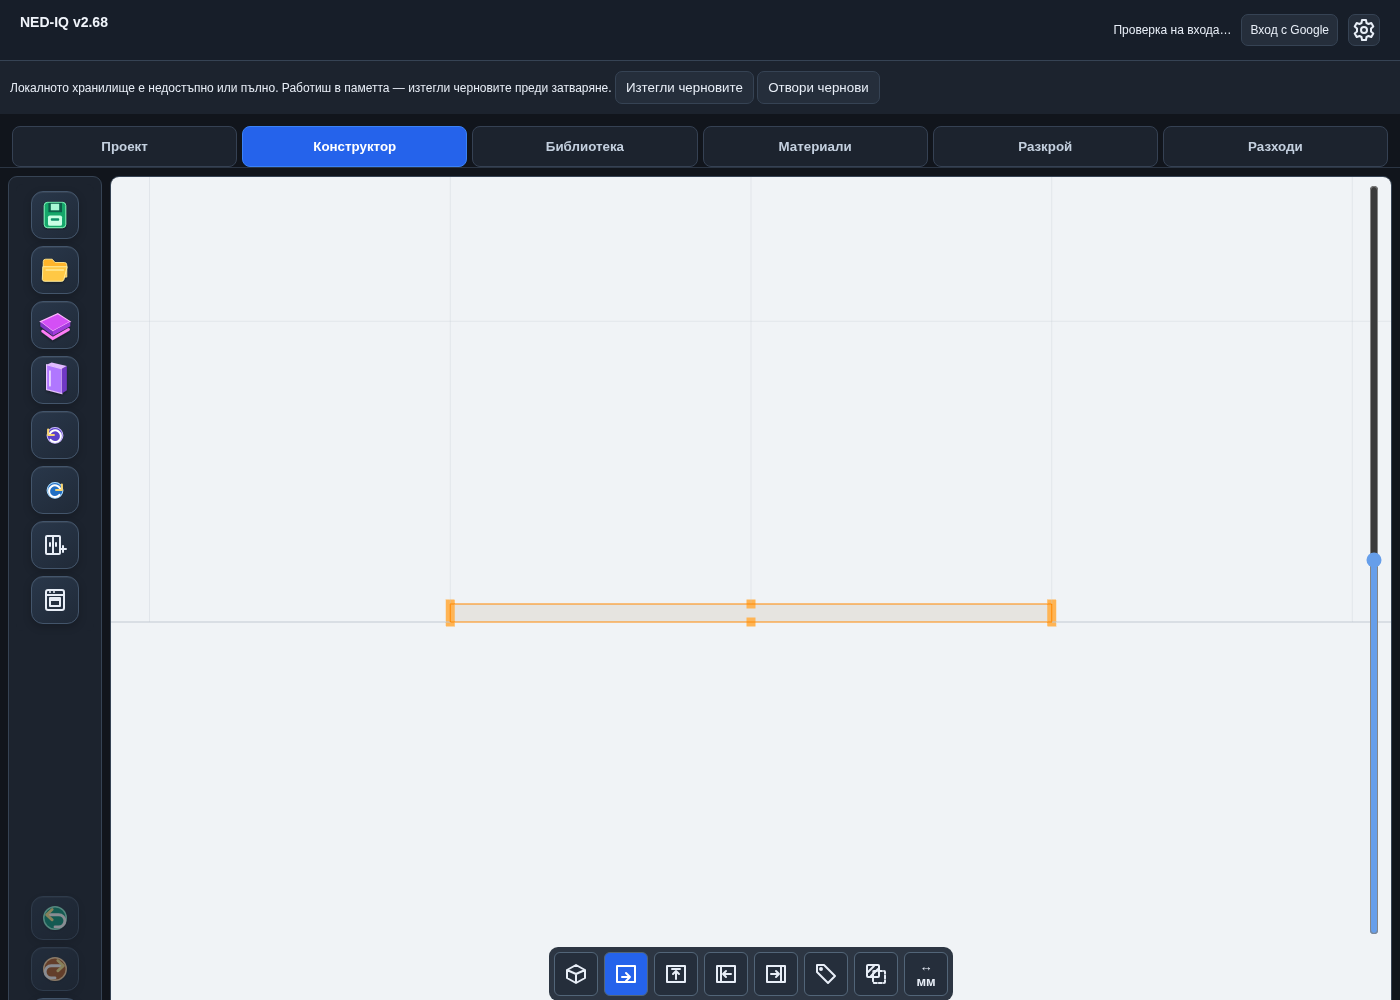 NED-IQ v2.68
Проверка на входа…
Вход с Google
Локалното хранилище е недостъпно или пълно. Работиш в паметта — изтегли черновите преди затваряне.
Изтегли черновите
Отвори чернови
Проект
Конструктор
Библиотека
Материали
Разкрой
Разходи
↔
мм